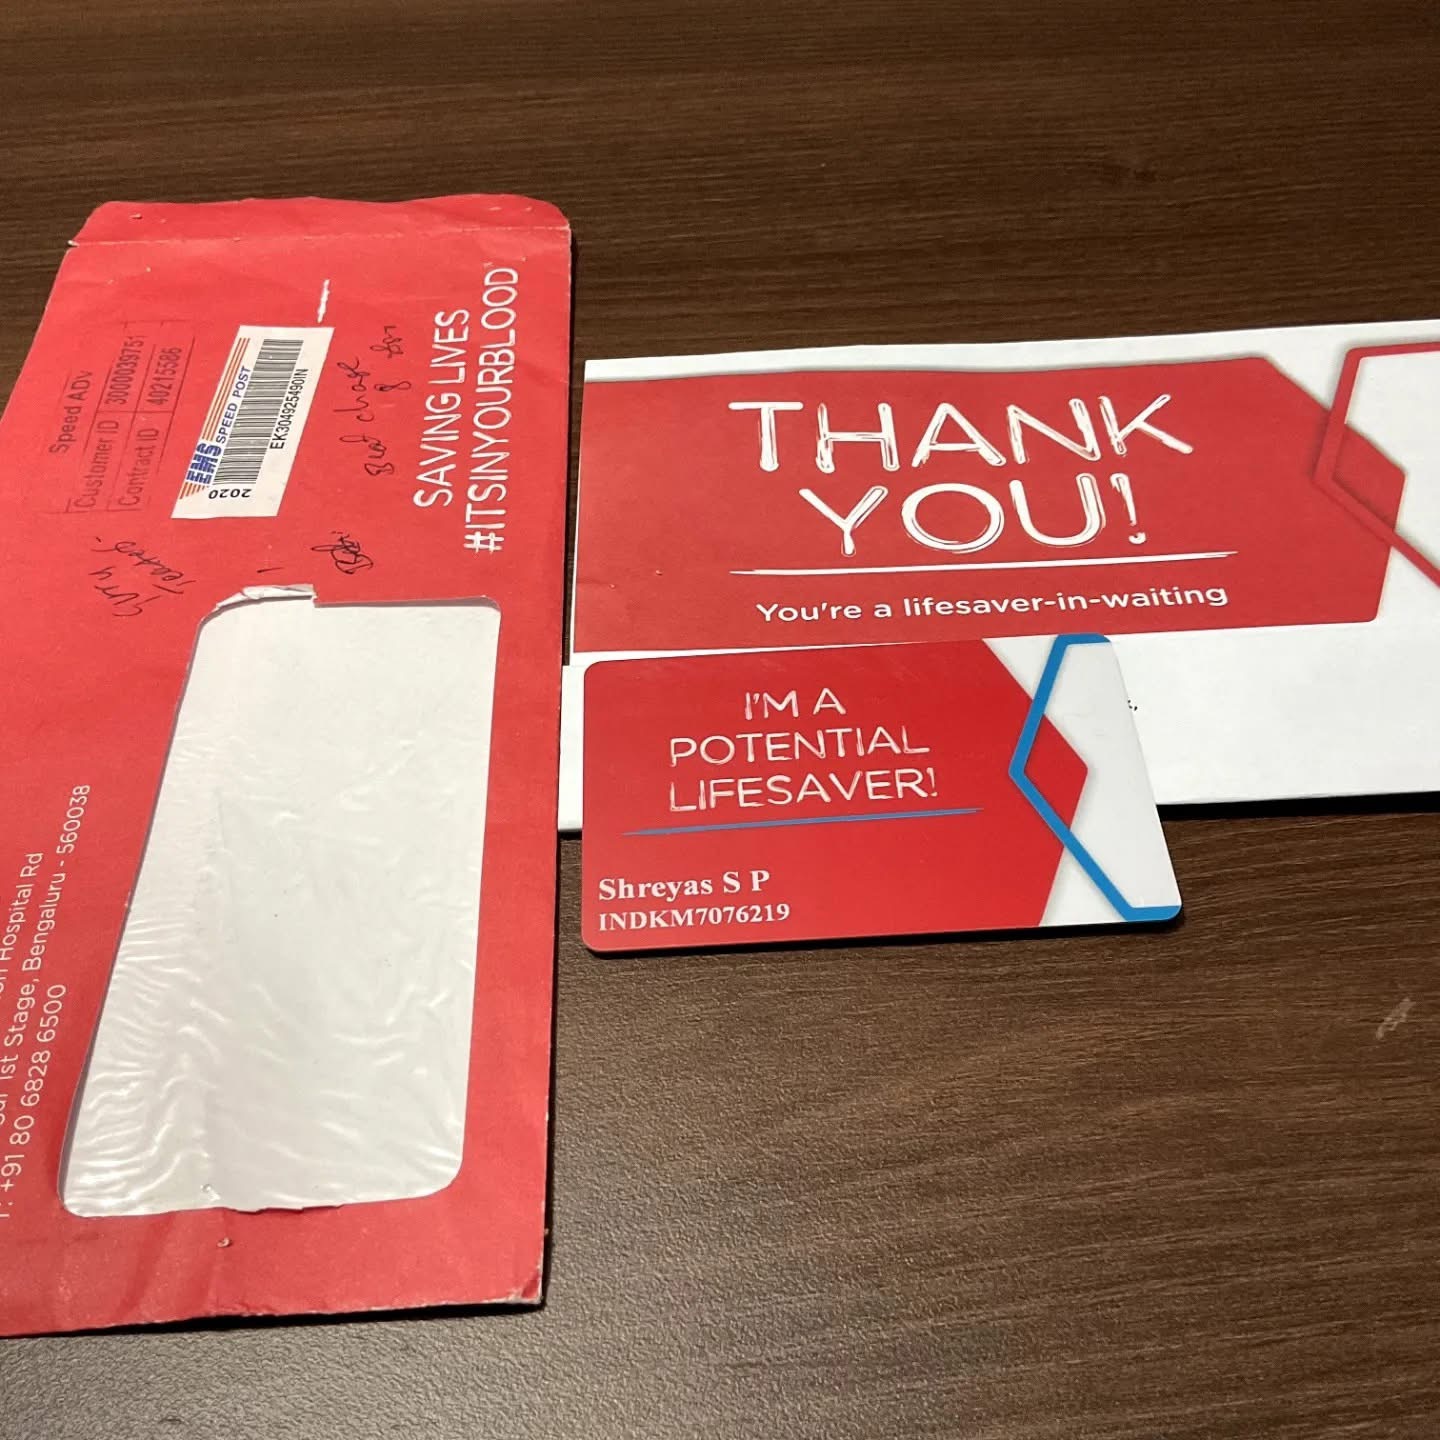 Speed ADV
Customer ID 3000039751
Contract ID 40215586
EMS SPEED POST
EK304925490IN
2020
SAVING LIVES
#ITSINYOURBLOOD
Hospital Rd
1st Stage, Bengaluru - 560038
+91 80 6828 6500
THANK
YOU!
You're a lifesaver-in-waiting
I'M A
POTENTIAL
LIFESAVER!
Shreyas S P
INDKM7076219